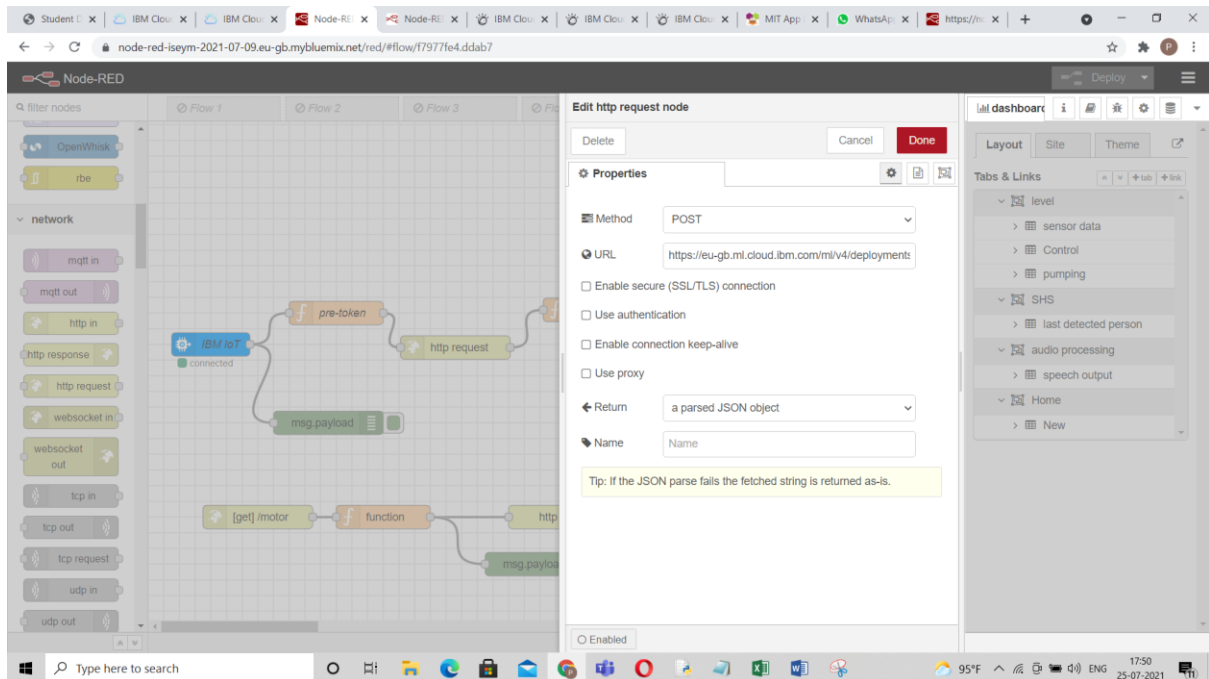 Student D
IBM Clou
IBM Clou
Node-RE
Node-RE
IBM Clou
IBM Clou
IBM Clou
MIT App
WhatsAp
https://no
node-red-iseym-2021-07-09.eu-gb.mybluemix.net/red/#flow/f7977fe4.ddab7
P
Node-RED
Deploy
filter nodes
Flow 1
Flow 2
Flow 3
Edit http request node
dashboard
OpenWhisk
rbe
network
mqtt in
mqtt out
http in
http response
http request
websocket in
websocket
out
tcp in
tcp out
tcp request
udp in
udp out
IBM IoT
connected
pre-token
http request
msg.payload
[get] /motor
function
http
msg.payloa
Delete
Cancel
Done
Properties
Method
POST
URL
https://eu-gb.ml.cloud.ibm.com/ml/v4/deployments
Enable secure (SSL/TLS) connection
Use authentication
Enable connection keep-alive
Use proxy
Return
a parsed JSON object
Name
Name
Tip: If the JSON parse fails the fetched string is returned as-is.
Enabled
Layout
Site
Theme
Tabs & Links
+tab
+link
level
sensor data
Control
pumping
SHS
last detected person
audio processing
speech output
Home
New
Type here to search
95°F
ENG
17:50
25-07-2021